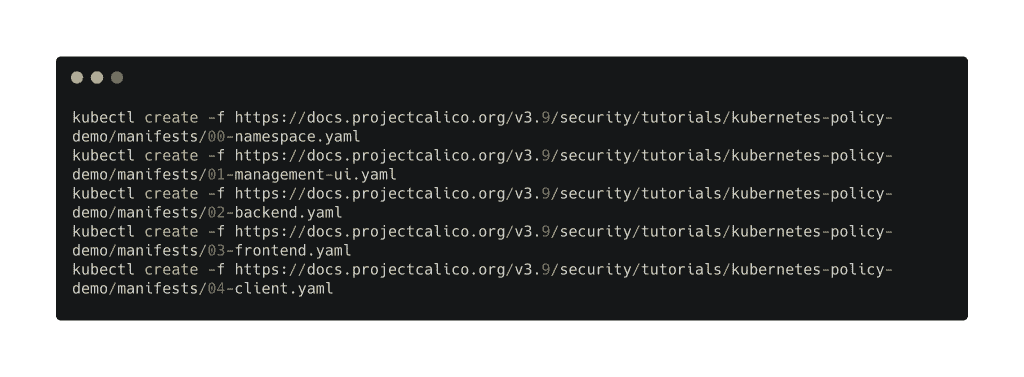 kubectl create -f https://docs.projectcalico.org/v3.9/security/tutorials/kubernetes-policy-
demo/manifests/00-namespace.yaml
kubectl create -f https://docs.projectcalico.org/v3.9/security/tutorials/kubernetes-policy-
demo/manifests/01-management-ui.yaml
kubectl create -f https://docs.projectcalico.org/v3.9/security/tutorials/kubernetes-policy-
demo/manifests/02-backend.yaml
kubectl create -f https://docs.projectcalico.org/v3.9/security/tutorials/kubernetes-policy-
demo/manifests/03-frontend.yaml
kubectl create -f https://docs.projectcalico.org/v3.9/security/tutorials/kubernetes-policy-
demo/manifests/04-client.yaml